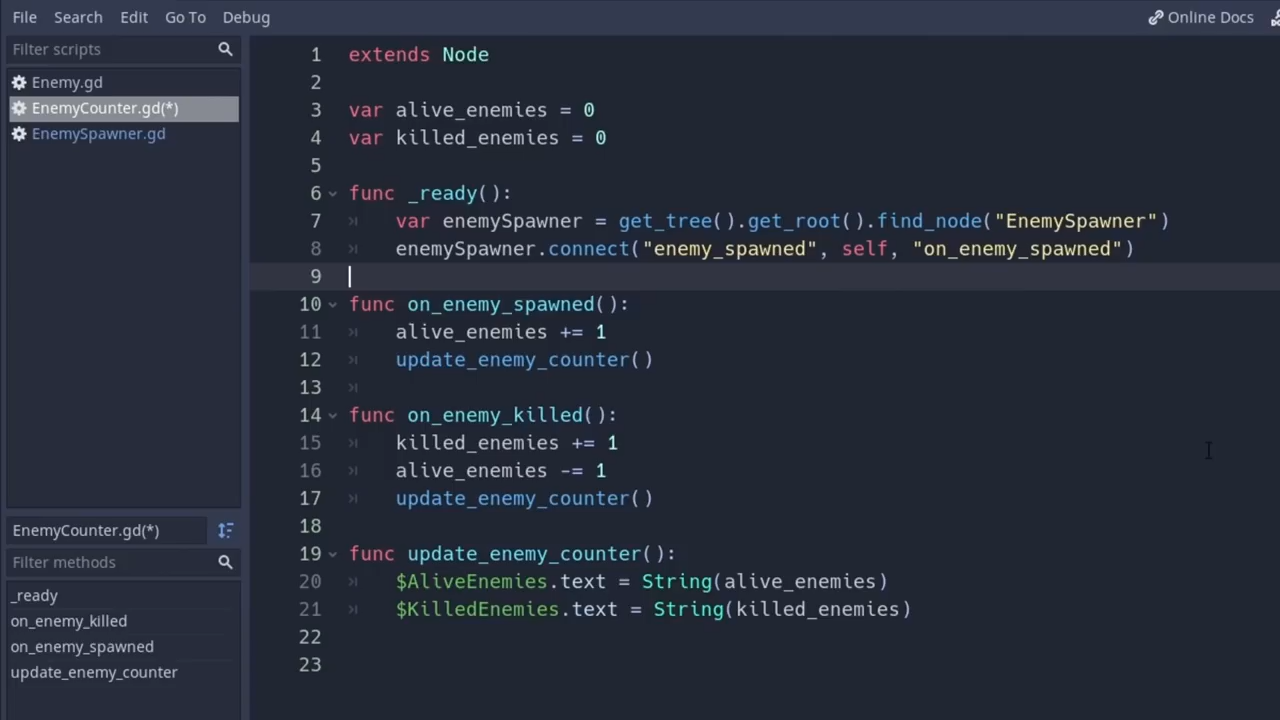 File Search Edit Go To Debug Online Docs
Filter scripts
Enemy.gd
EnemyCounter.gd(*)
EnemySpawner.gd
EnemyCounter.gd(*)
Filter methods
_ready
on_enemy_killed
on_enemy_spawned
update_enemy_counter
1 extends Node
2
3 var alive_enemies = 0
4 var killed_enemies = 0
5
6 func _ready():
7 var enemySpawner = get_tree().get_root().find_node("EnemySpawner")
8 enemySpawner.connect("enemy_spawned", self, "on_enemy_spawned")
9
10 func on_enemy_spawned():
11 alive_enemies += 1
12 update_enemy_counter()
13
14 func on_enemy_killed():
15 killed_enemies += 1
16 alive_enemies -= 1
17 update_enemy_counter()
18
19 func update_enemy_counter():
20 $AliveEnemies.text = String(alive_enemies)
21 $KilledEnemies.text = String(killed_enemies)
22
23